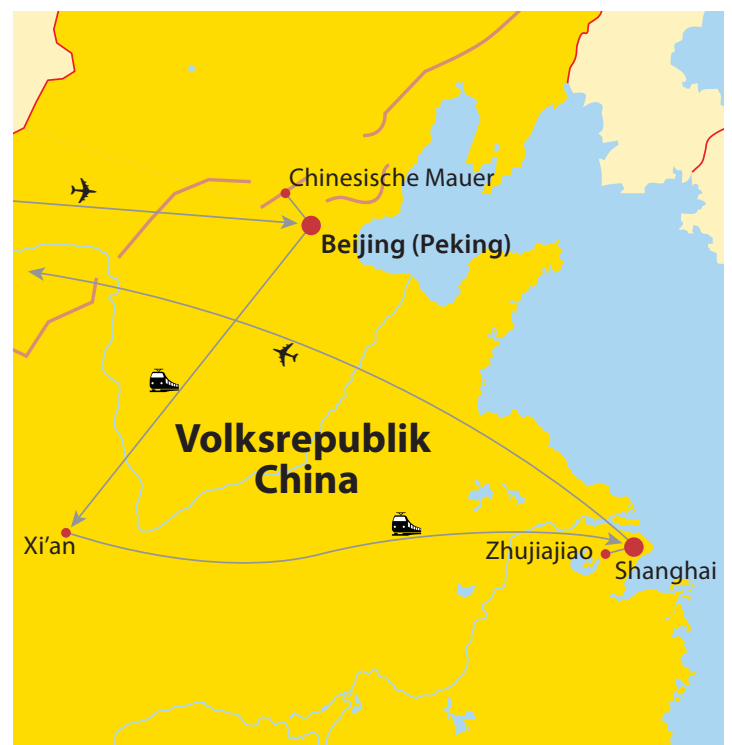 Chinesische Mauer
Beijing (Peking)
Volksrepublik
China
Xi’an
Zhujiajiao
Shanghai